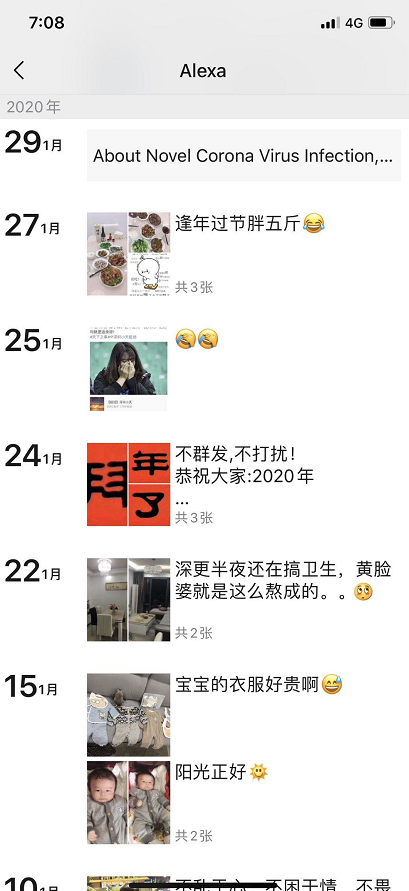 7:08
4G
Alexa
2020年
29 1月
About Novel Corona Virus Infection,...
27 1月
逢年过节胖五斤😂
共3张
25 1月
🤧🤧
24 1月
拜年了
不群发,不打扰！
恭祝大家:2020年
...
共3张
22 1月
深更半夜还在搞卫生，黄脸
婆就是这么熬成的。。🥺
共2张
15 1月
宝宝的衣服好贵啊😅
阳光正好🌞
共2张
10 1月